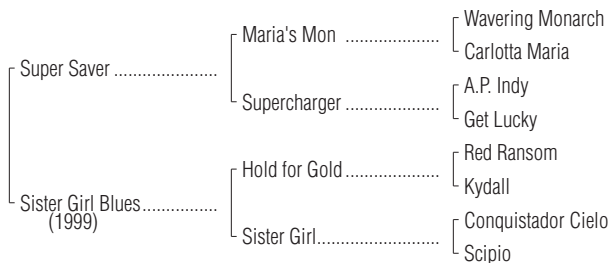 Wavering Monarch
Maria's Mon ....................
Carlotta Maria
Super Saver ......................
A.P. Indy
Supercharger ....................
Get Lucky
Red Ransom
Hold for Gold....................
Kydall
Sister Girl Blues................
(1999)
Conquistador Cielo
Sister Girl..........................
Scipio